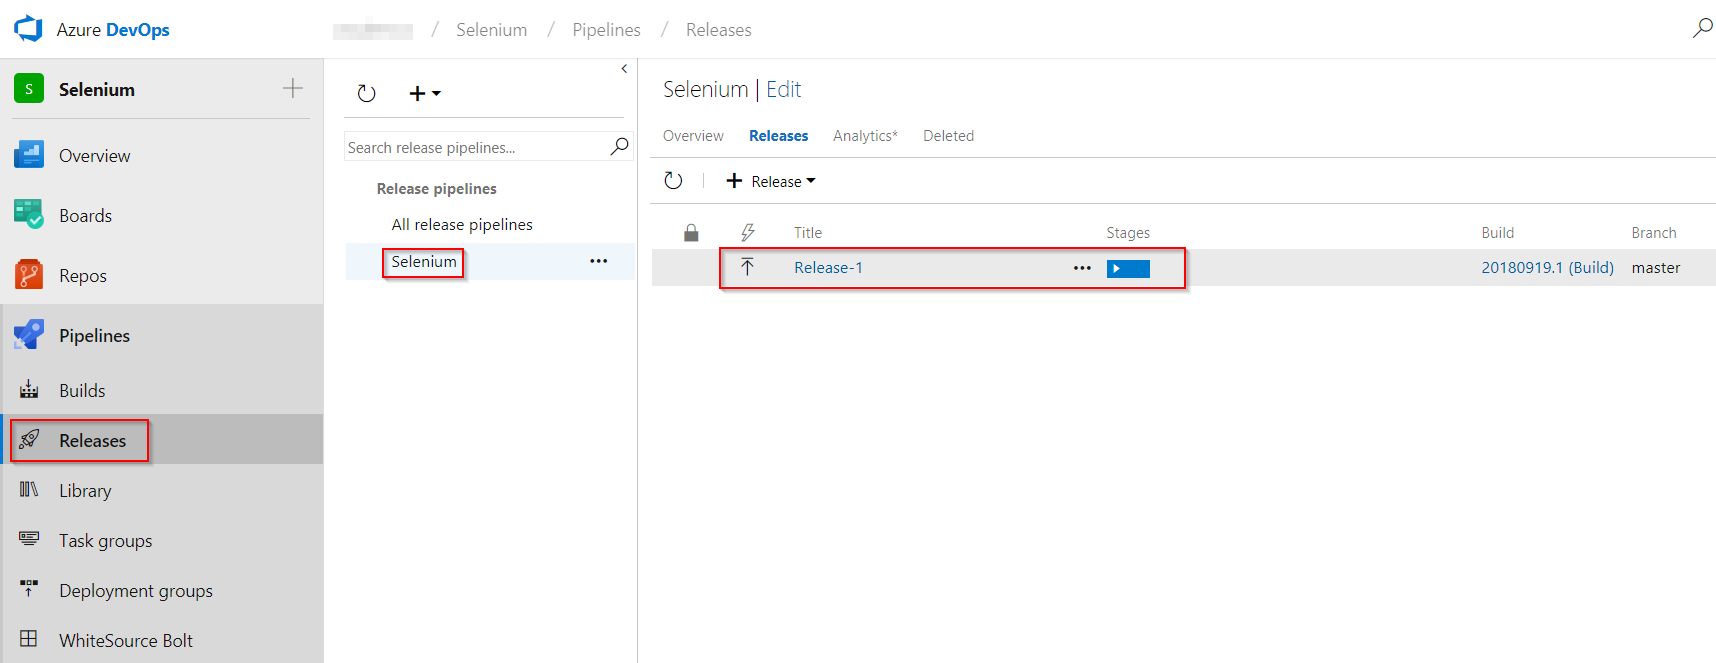 Azure DevOps
/ Selenium / Pipelines / Releases
S Selenium
Overview
Boards
Repos
Pipelines
Builds
Releases
Library
Task groups
Deployment groups
WhiteSource Bolt
Search release pipelines...
Release pipelines
All release pipelines
Selenium ...
Selenium | Edit
Overview Releases Analytics* Deleted
+ Release
Title Stages Build Branch
Release-1 ... 20180919.1 (Build) master